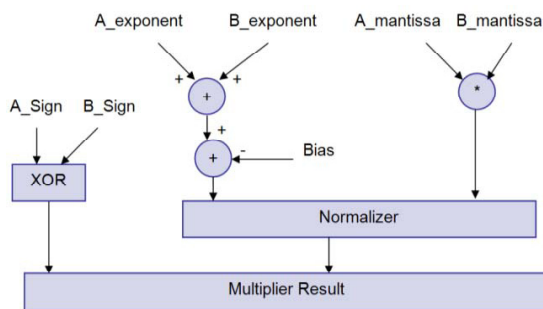 A_exponent B_exponent A_mantissa B_mantissa
+ +
+ *
A_Sign B_Sign
+
-
+ Bias
XOR
Normalizer
Multiplier Result